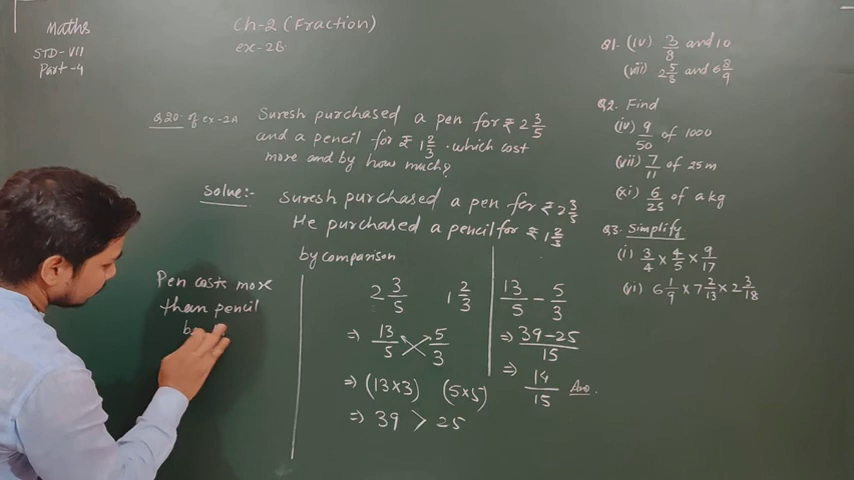 Maths
STD-VII
Part-4
Ch-2 (Fraction)
ex-2B
Q.20: of ex-2A Suresh purchased a pen for ₹ 2 3/5
and a pencil for ₹ 1 2/3. which cost
more and by how much?
Solve:- Suresh purchased a pen for ₹ 2 3/5
He purchased a pencil for ₹ 1 2/3
by comparison
2 3/5 1 2/3
⇒ 13/5 5/3
⇒ (13×3) (5×5)
⇒ 39 > 25
13/5 - 5/3
⇒ 39-25/15
⇒ 14/15 Ans.
Pen costs more
than pencil
Q1. (iv) 3/8 and 10
(vii) 2 5/8 and 6 3/9
Q2. Find
(iv) 9/50 of 1000
(vii) 7/11 of 25 m
(xi) 6/25 of a kg
Q3. Simplify
(i) 3/4 × 4/5 × 9/17
(vi) 6 1/9 × 7 2/13 × 2 3/18